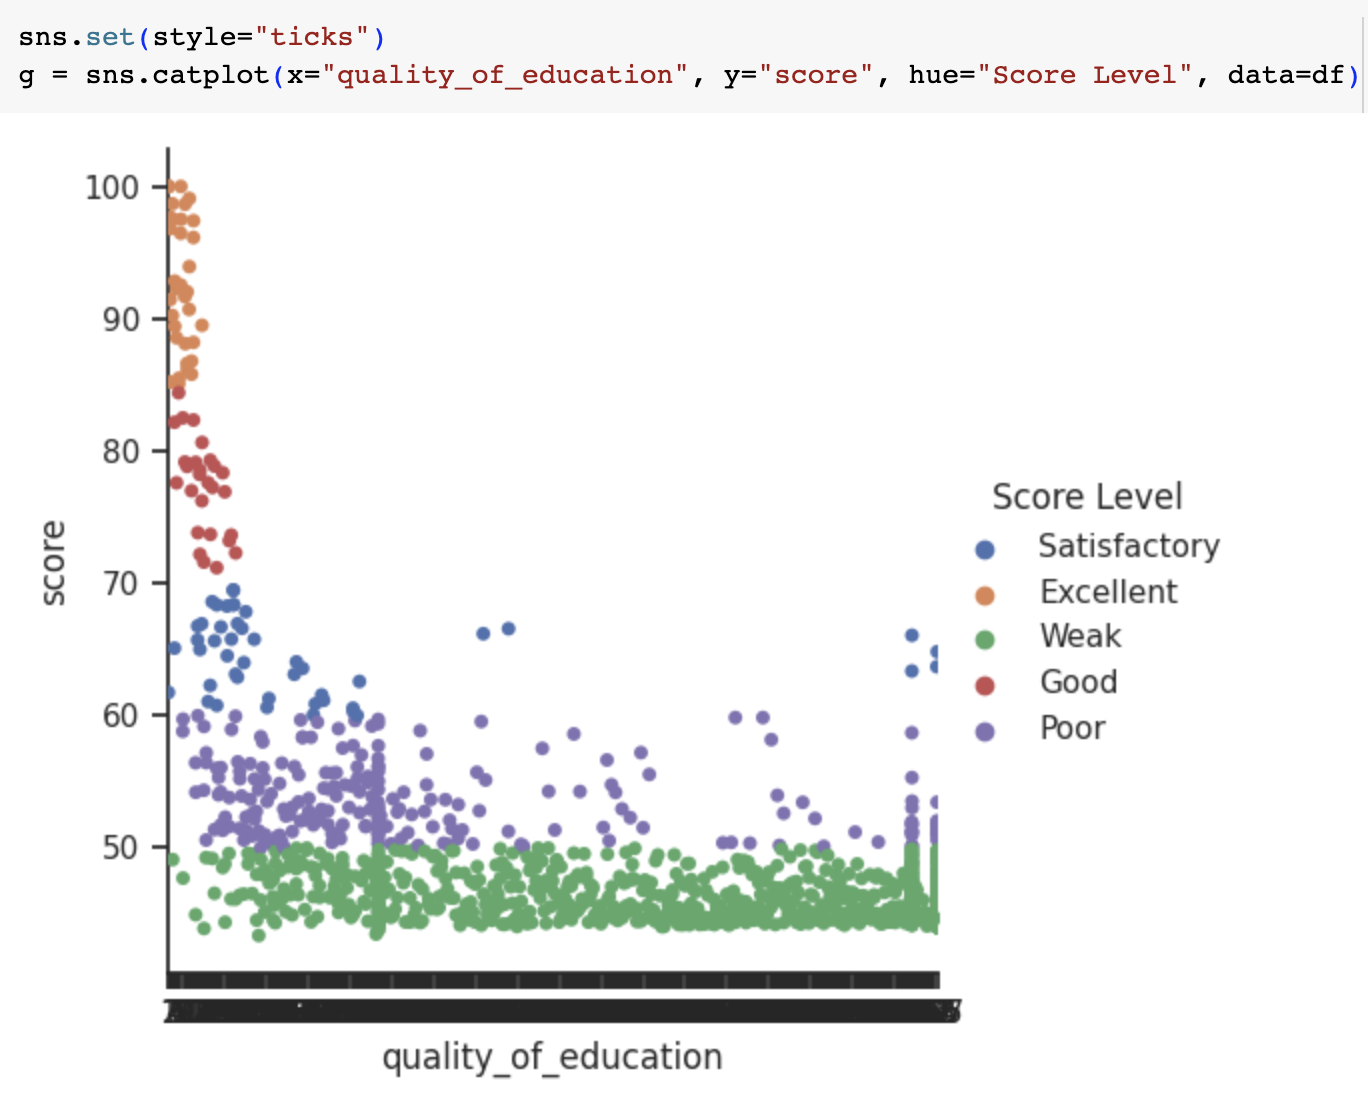 sns.set(style="ticks")
g = sns.catplot(x="quality_of_education", y="score", hue="Score Level", data=df)
100
90
80
70
60
50
score
quality_of_education
Score Level
Satisfactory
Excellent
Weak
Good
Poor